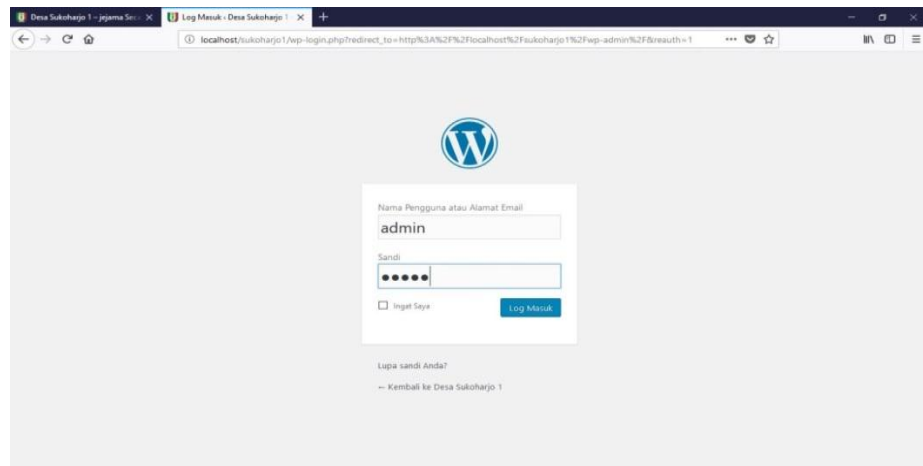 Desa Sukoharjo 1 – jejama Sec
Log Masuk ‹ Desa Sukoharjo 1
localhost/sukoharjo1/wp-login.php?redirect_to=http%3A%2F%2Flocalhost%2Fsukoharjo1%2Fwp-admin%2F&reauth=1
Nama Pengguna atau Alamat Email
admin
Sandi
Ingat Saya
Log Masuk
Lupa sandi Anda?
← Kembali ke Desa Sukoharjo 1